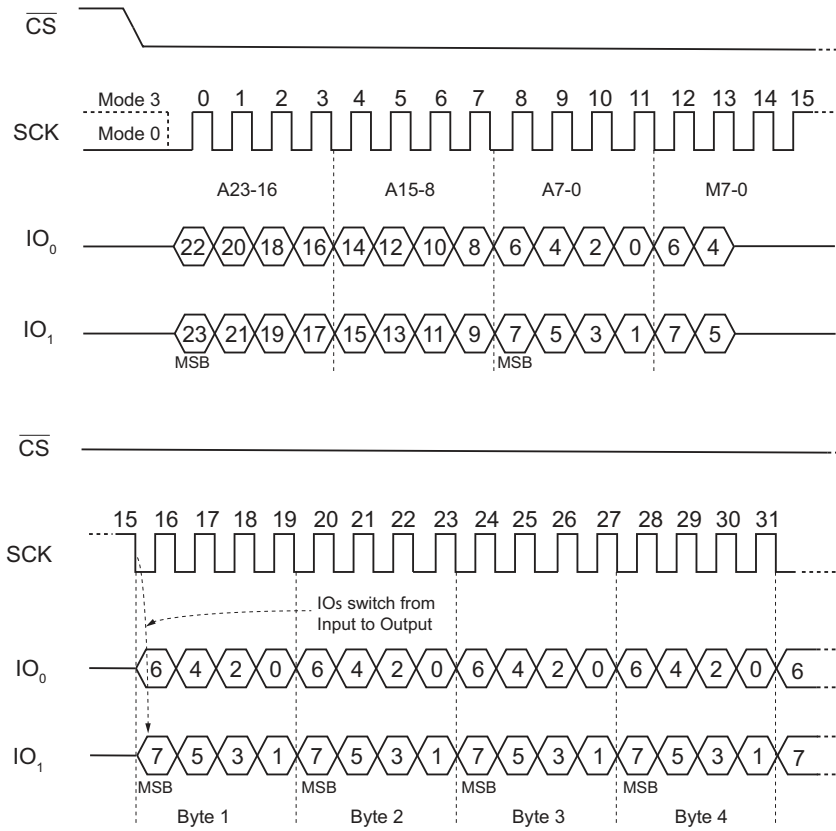 CS
Mode 3 0 1 2 3 4 5 6 7 8 9 10 11 12 13 14 15
SCK Mode 0
A23-16 A15-8 A7-0 M7-0
IO0 22 20 18 16 14 12 10 8 6 4 2 0 6 4
IO1 23 21 19 17 15 13 11 9 7 5 3 1 7 5
MSB MSB
CS
15 16 17 18 19 20 21 22 23 24 25 26 27 28 29 30 31
SCK
IOs switch from
Input to Output
IO0 6 4 2 0 6 4 2 0 6 4 2 0 6 4 2 0 6
IO1 7 5 3 1 7 5 3 1 7 5 3 1 7 5 3 1 7
MSB MSB MSB MSB
Byte 1 Byte 2 Byte 3 Byte 4